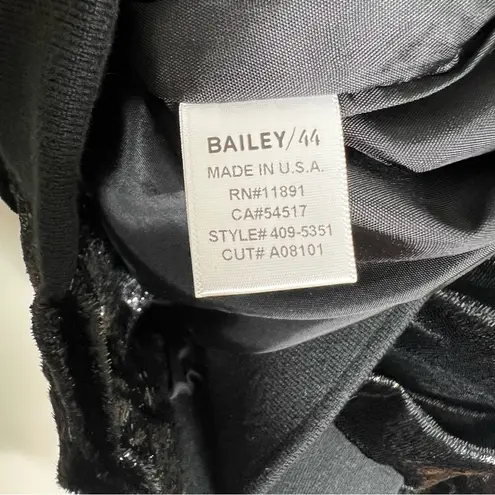 BAILEY/44
MADE IN U.S.A.
RN#11891
CA#54517
STYLE# 409-5351
CUT# A08101